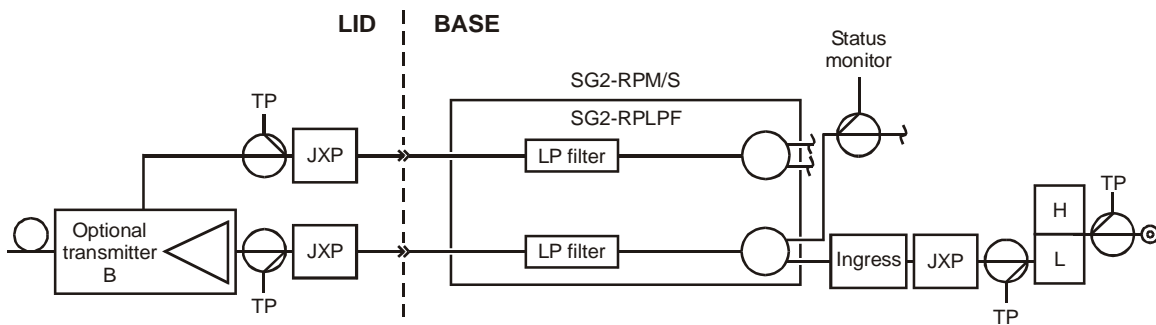 LID
BASE
Status
monitor
SG2-RPM/S
SG2-RPLPF
TP
JXP
LP filter
TP
H
Optional
transmitter
B
JXP
LP filter
Ingress
JXP
L
TP
TP